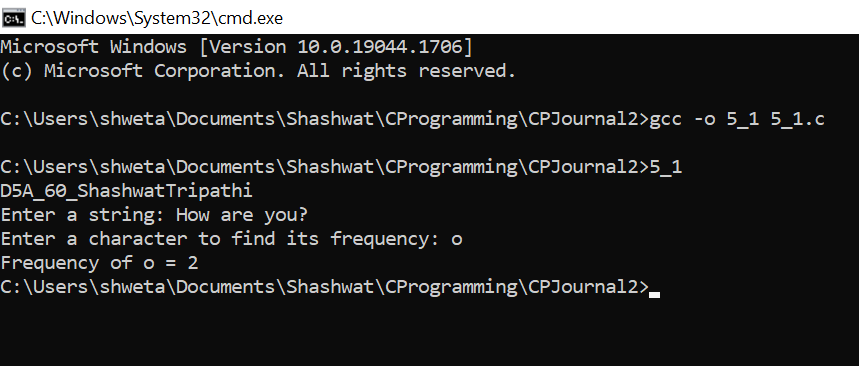 C:\Windows\System32\cmd.exe
Microsoft Windows [Version 10.0.19044.1706]
(c) Microsoft Corporation. All rights reserved.
C:\Users\shweta\Documents\Shashwat\CProgramming\CPJournal2>gcc -o 5_1 5_1.c
C:\Users\shweta\Documents\Shashwat\CProgramming\CPJournal2>5_1
D5A_60_ShashwatTripathi
Enter a string: How are you?
Enter a character to find its frequency: o
Frequency of o = 2
C:\Users\shweta\Documents\Shashwat\CProgramming\CPJournal2>